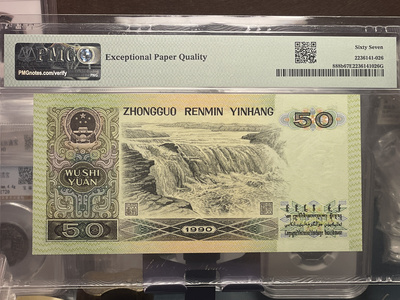 PMG
Exceptional Paper Quality
PMGnotes.com/verify
Sixty Seven
2236141-026
888b67E2236141026G
ZHONGGUO RENMIN YINHANG
50
WUSHI
YUAN
50
1990